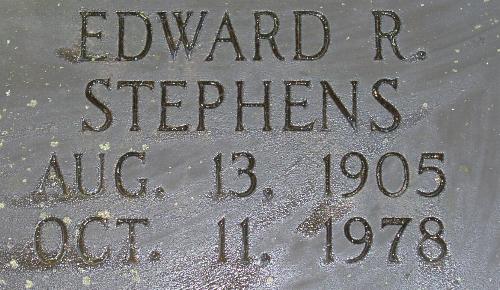 EDWARD R.
STEPHENS
AUG. 13. 1905
OCT. 11. 1978